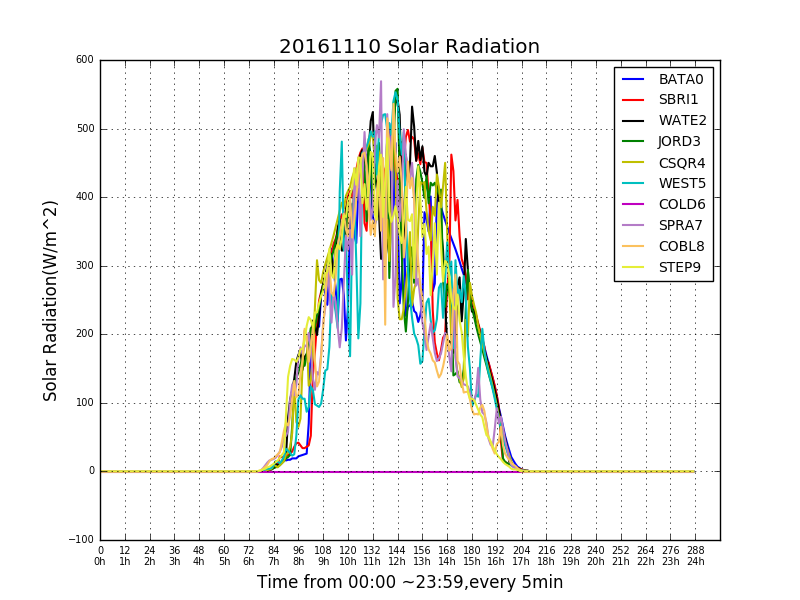 20161110 Solar Radiation
600
500
400
300
200
100
0
−100
Solar Radiation(W/m^2)
BATA0
SBRI1
WATE2
JORD3
CSQR4
WEST5
COLD6
SPRA7
COBL8
STEP9
0 12 24 36 48 60 72 84 96 108 120 132 144 156 168 180 192 204 216 228 240 252 264 276 288
0h 1h 2h 3h 4h 5h 6h 7h 8h 9h 10h 11h 12h 13h 14h 15h 16h 17h 18h 19h 20h 21h 22h 23h 24h
Time from 00:00 ~23:59,every 5min